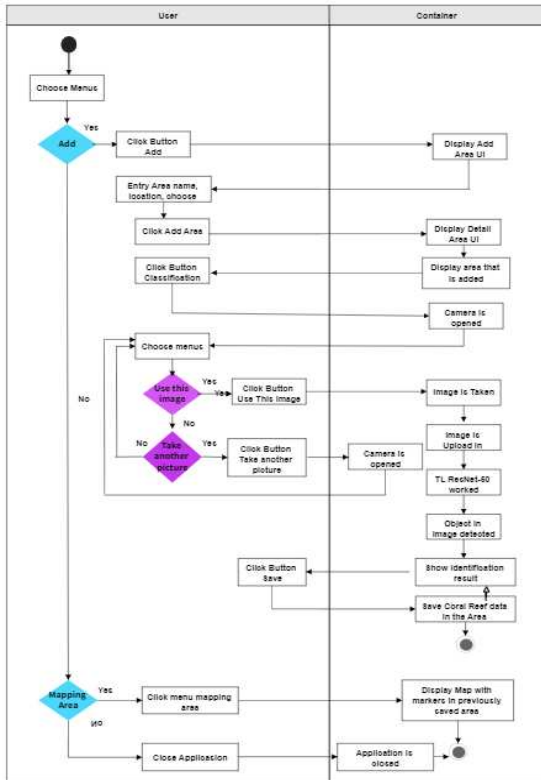 User
Container
Choose Menus
Add
Yes
Click Button
Add
Display Add
Area UI
Entry Area name,
location, choose
Click Add Area
Display Detail
Area UI
Click Button
Classification
Display area that
is added
Camera is
opened
Choose menus
Use this
image
Yes
Yes
Click Button
Use This Image
Image is Taken
No
No
Take
another
picture
No
Yes
Click Button
Take another
picture
Camera is
opened
Image is
Upload in
TL ResNet-50
worked
Object in
Image detected
Click Button
Save
Show identification
result
Save Coral Reef data
in the Area
Mapping
Area
Yes
Click menu mapping
area
Display Map with
markers in previously
saved area
No
Close Application
Application is
closed